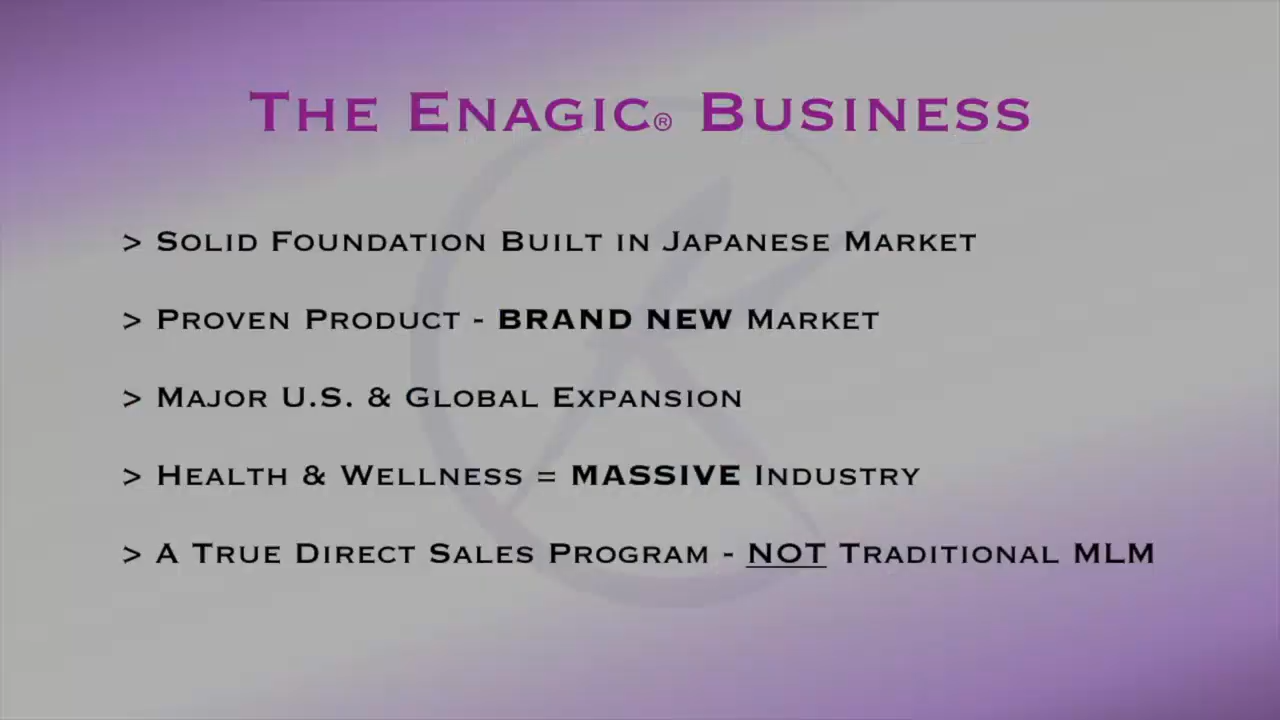 The Enagic® Business
> Solid Foundation Built in Japanese Market
> Proven Product - BRAND NEW Market
> Major U.S. & Global Expansion
> Health & Wellness = MASSIVE Industry
> A True Direct Sales Program - NOT Traditional MLM